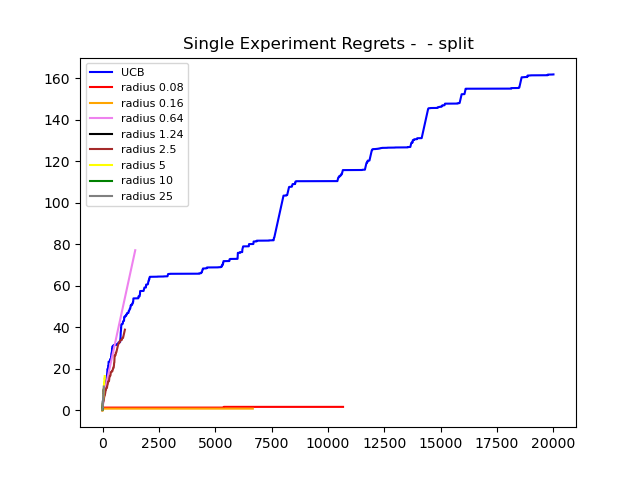 Single Experiment Regrets -  - split
UCB
radius 0.08
radius 0.16
radius 0.64
radius 1.24
radius 2.5
radius 5
radius 10
radius 25
160
140
120
100
80
60
40
20
0
0 2500 5000 7500 10000 12500 15000 17500 20000